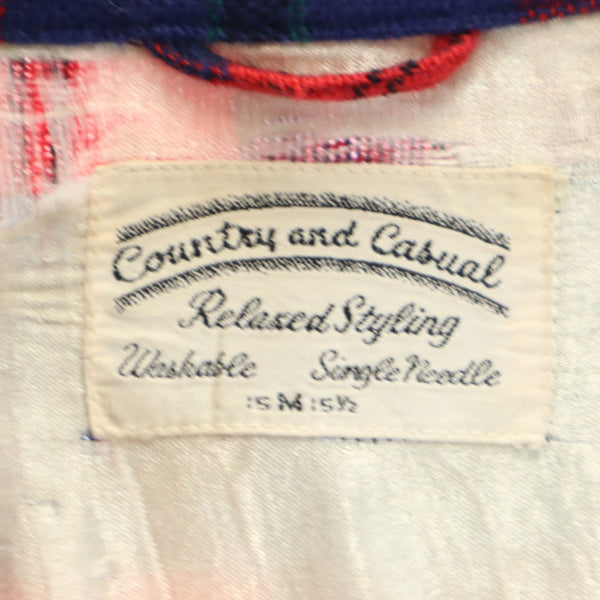 Country and Casual
Relaxed Styling
Washable Single Needle
15 M 15½